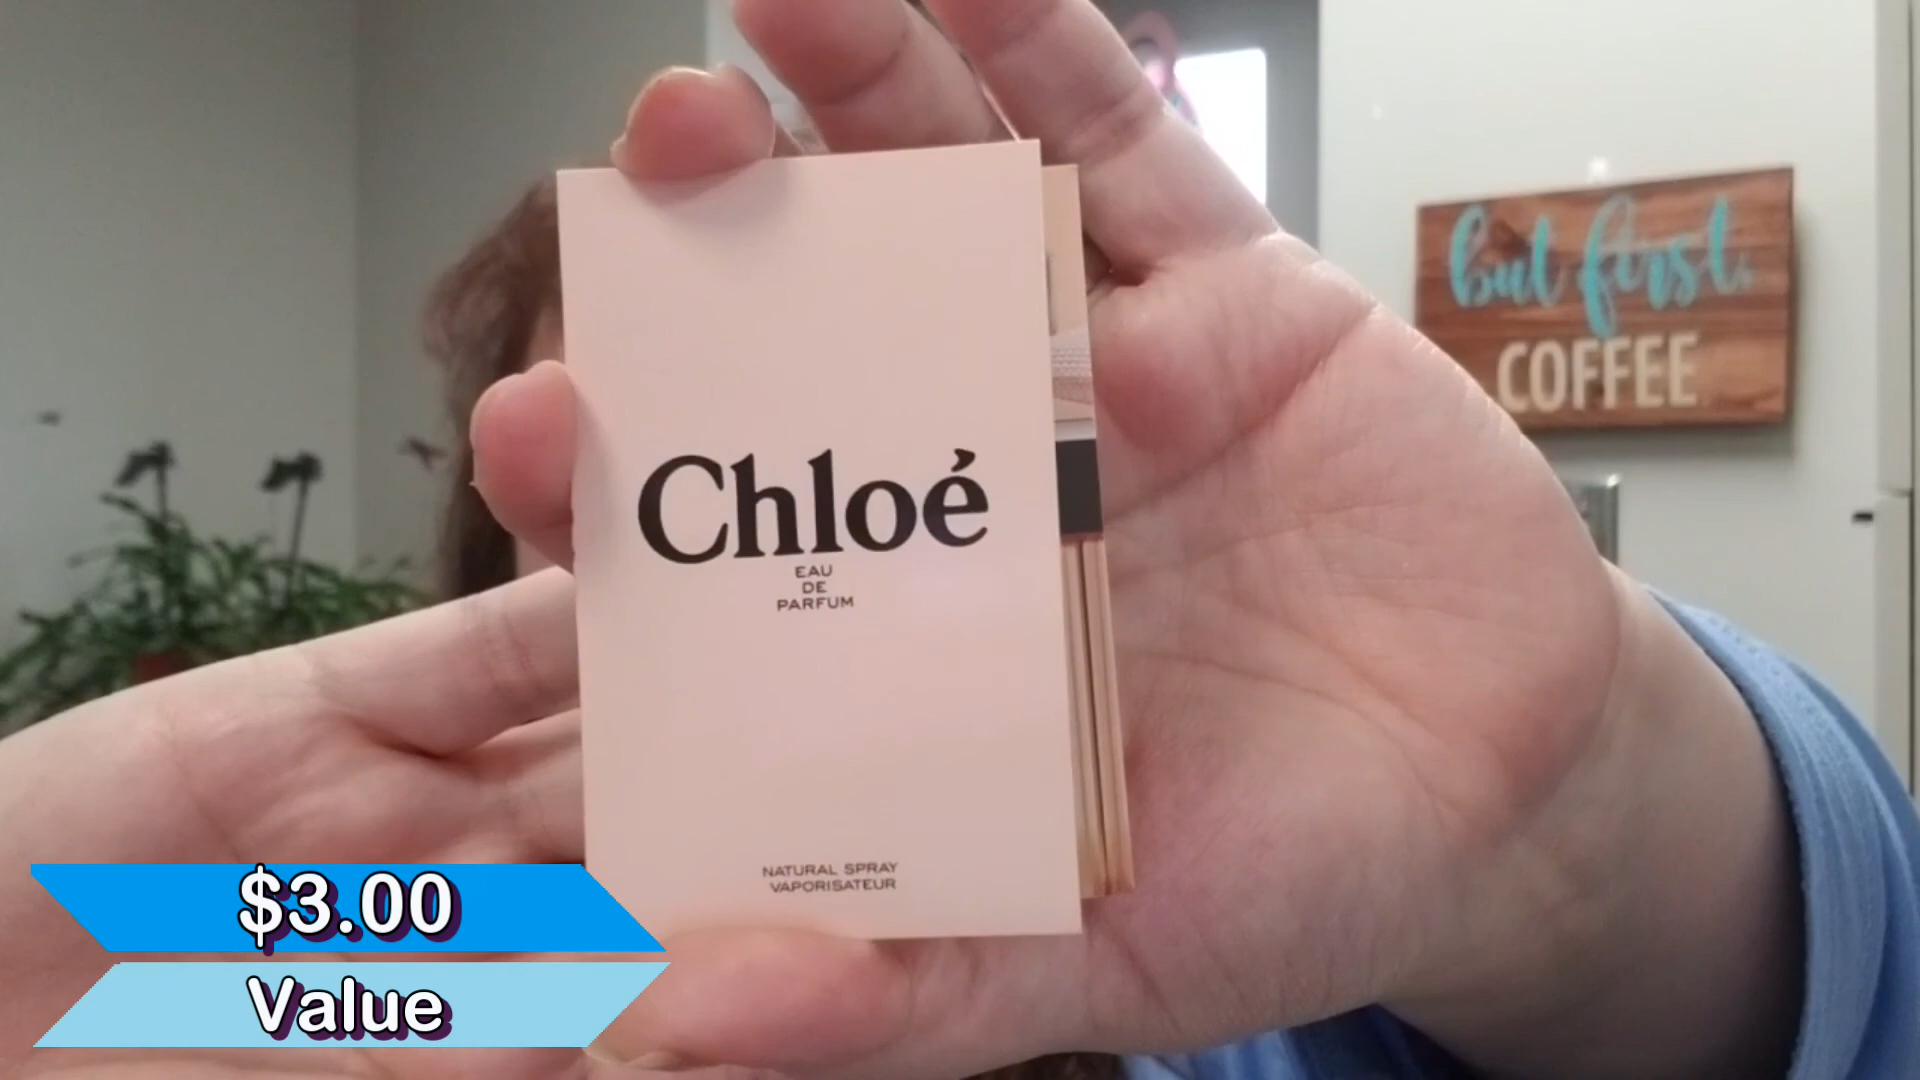 but first,
COFFEE
Chloé
EAU
DE
PARFUM
NATURAL SPRAY
VAPORISATEUR
$3.00
Value